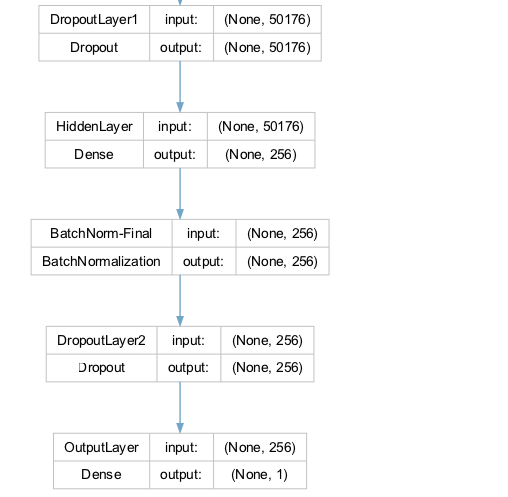 DropoutLayer1 input: (None, 50176)
Dropout output: (None, 50176)
HiddenLayer input: (None, 50176)
Dense output: (None, 256)
BatchNorm-Final input: (None, 256)
BatchNormalization output: (None, 256)
DropoutLayer2 input: (None, 256)
Dropout output: (None, 256)
OutputLayer input: (None, 256)
Dense output: (None, 1)